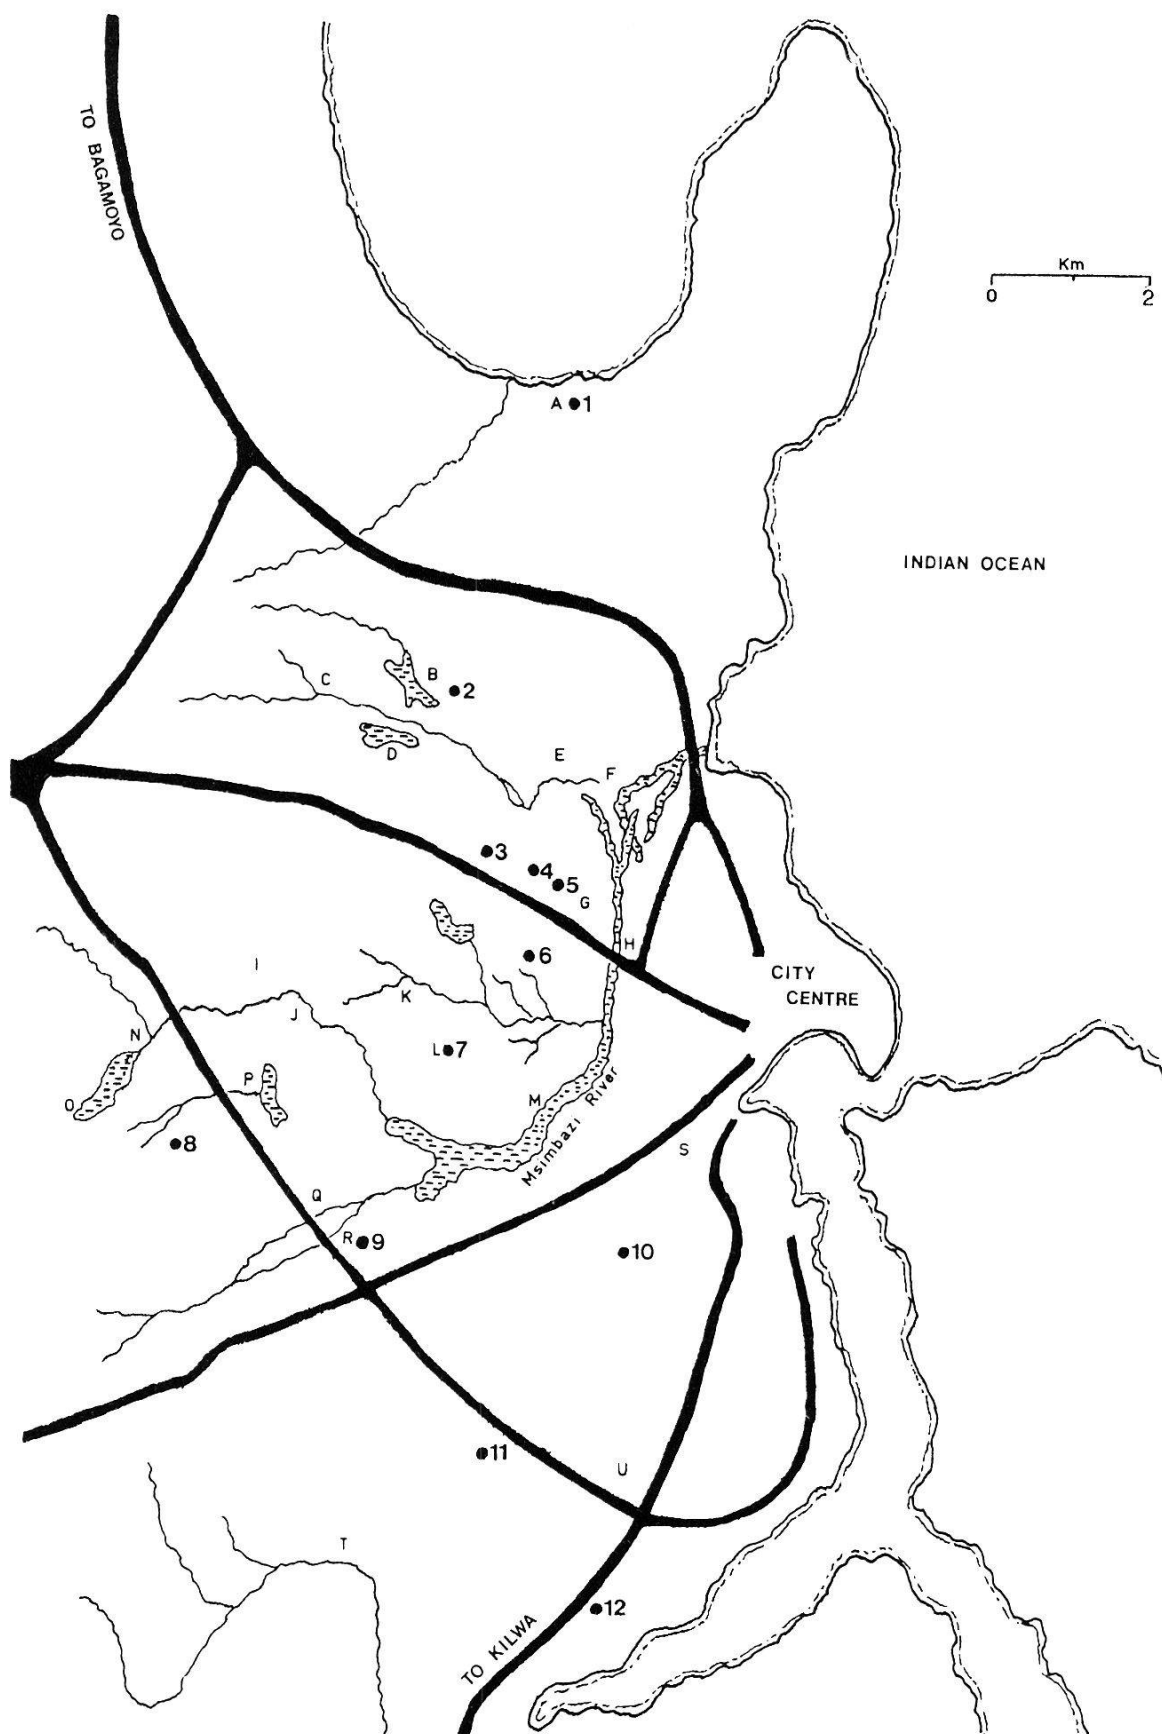 TO BAGAMOYO
Km
0 2
A 1
INDIAN OCEAN
B 2
C
D
E
F
3
4
5
G
H
6
I
CITY
CENTRE
K
J
N
L 7
P
M
O
Msimbazi River
8
S
Q
R 9
10
11
U
T
12
TO KILWA